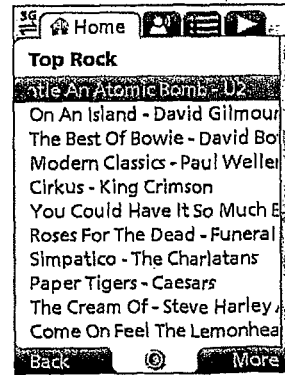 3G
Home
Top Rock
ntle An Atomic Bomb - U2
On An Island - David Gilmour
The Best Of Bowie - David Bo
Modern Classics - Paul Weller
Cirkus - King Crimson
You Could Have It So Much B
Roses For The Dead - Funeral
Simpatico - The Charlatans
Paper Tigers - Caesars
The Cream Of - Steve Harley
Come On Feel The Lemonhea
Back More